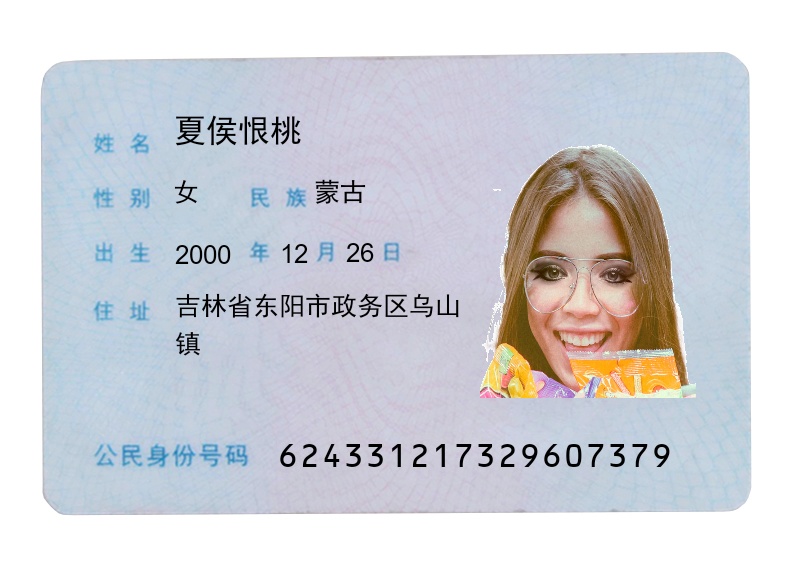 姓名 夏侯恨桃
性别 女 民族 蒙古
出生 2000 年 12 月 26 日
住址 吉林省东阳市政务区乌山
镇
公民身份号码 624331217329607379